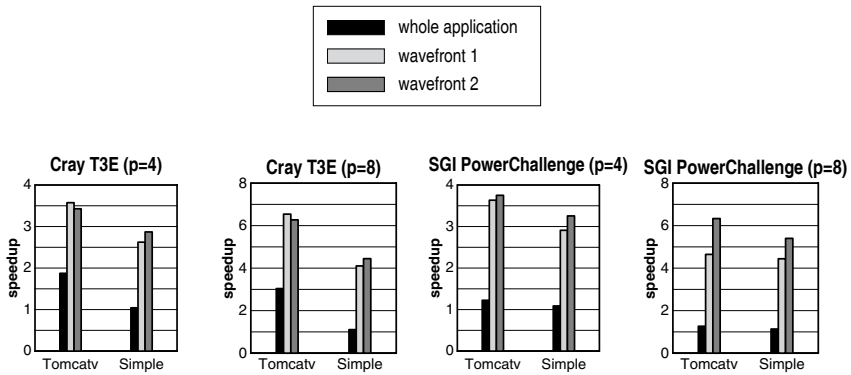 whole application
wavefront 1
wavefront 2
Cray T3E (p=4)
speedup
4
3
2
1
0
Tomcatv Simple
Cray T3E (p=8)
speedup
8
6
4
2
0
Tomcatv Simple
SGI PowerChallenge (p=4)
speedup
4
3
2
1
0
Tomcatv Simple
SGI PowerChallenge (p=8)
speedup
8
6
4
2
0
Tomcatv Simple